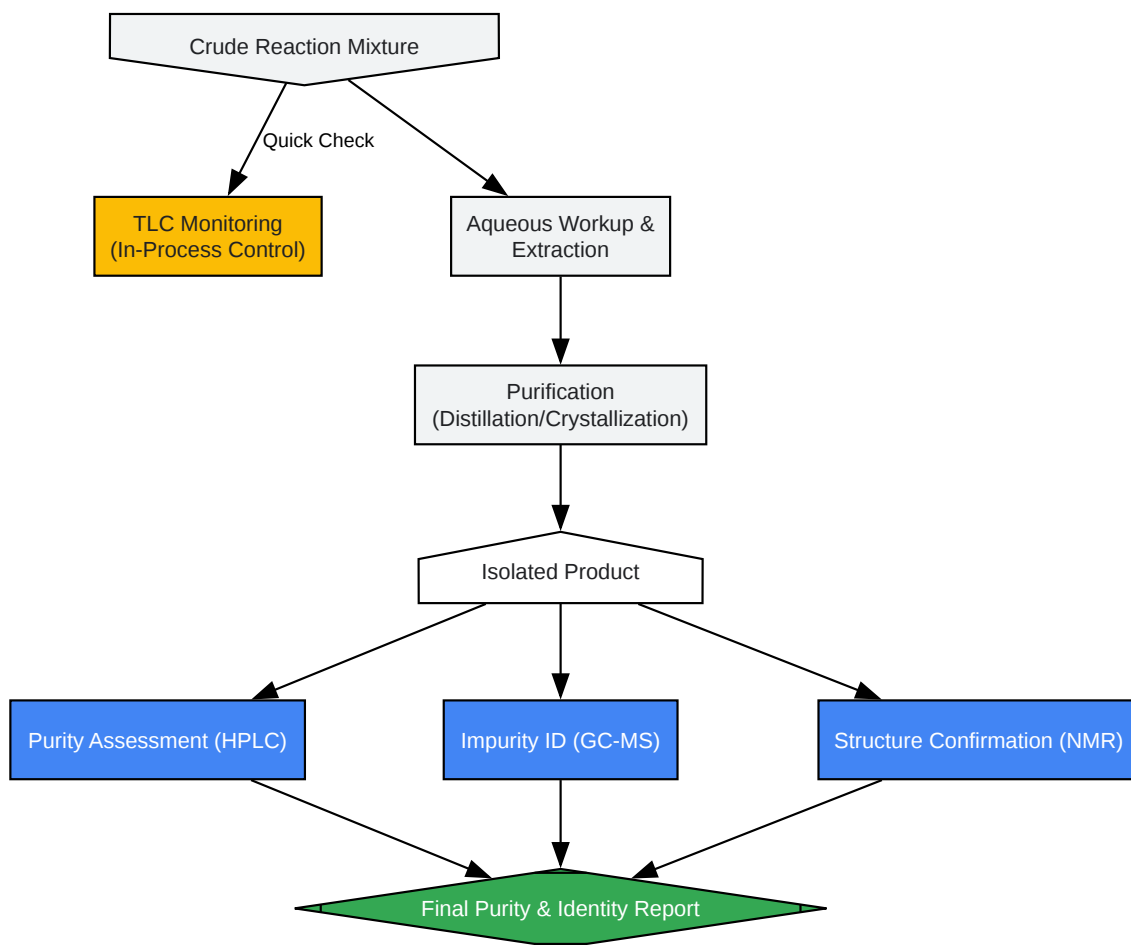 Crude Reaction Mixture
Quick Check
TLC Monitoring
(In-Process Control)
Aqueous Workup &
Extraction
Purification
(Distillation/Crystallization)
Isolated Product
Purity Assessment (HPLC)
Impurity ID (GC-MS)
Structure Confirmation (NMR)
Final Purity & Identity Report